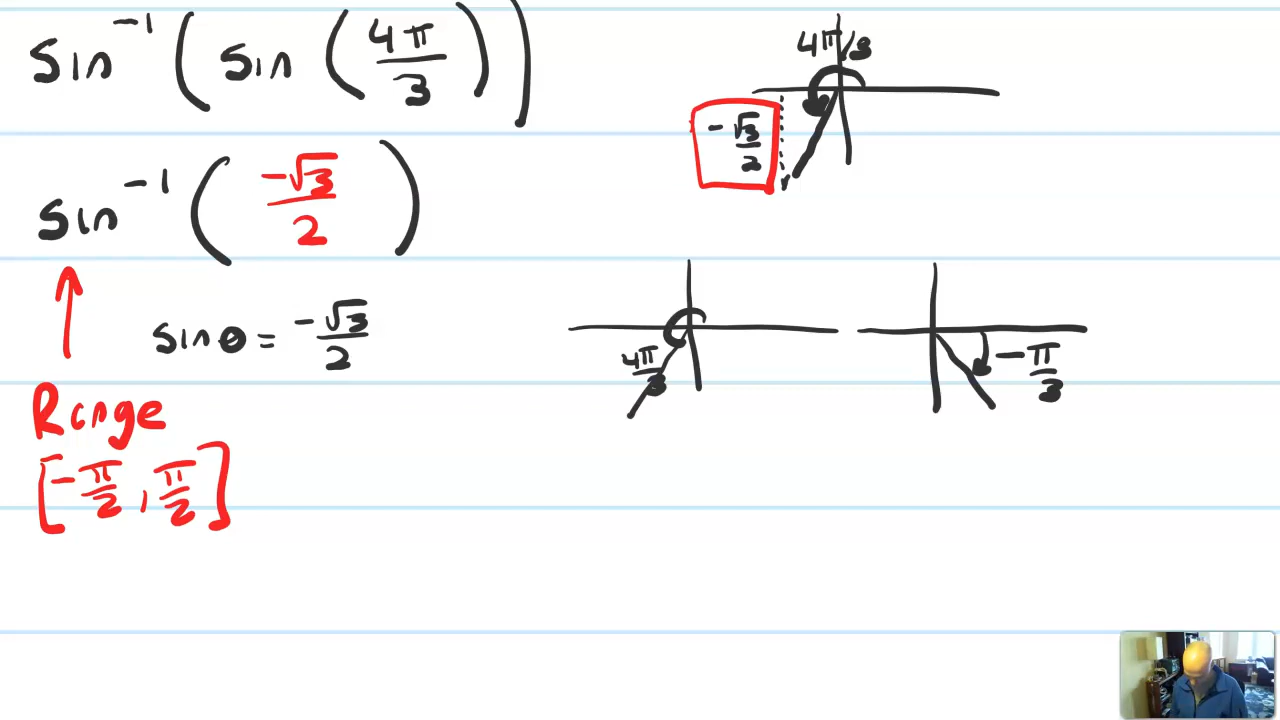 sin⁻¹(sin(4π/3))
4π/3
-√3/2
sin⁻¹(-√3/2)
sinθ = -√3/2
4π/3
-π/3
Range
[-π/2, π/2]